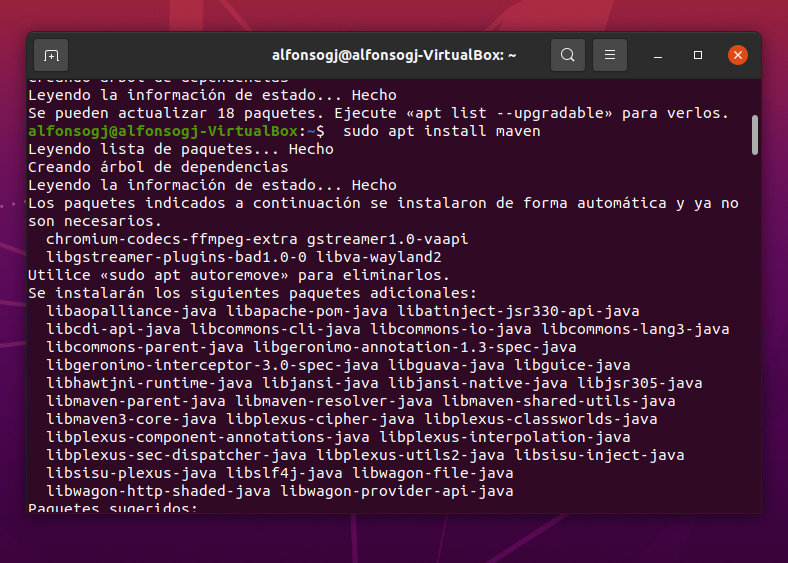 alfonsogj@alfonsogj-VirtualBox: ~
Creando árbol de dependencias
Leyendo la información de estado... Hecho
Se pueden actualizar 18 paquetes. Ejecute «apt list --upgradable» para verlos.
alfonsogj@alfonsogj-VirtualBox:~$  sudo apt install maven
Leyendo lista de paquetes... Hecho
Creando árbol de dependencias
Leyendo la información de estado... Hecho
Los paquetes indicados a continuación se instalaron de forma automática y ya no
son necesarios.
  chromium-codecs-ffmpeg-extra gstreamer1.0-vaapi
  libgstreamer-plugins-bad1.0-0 libva-wayland2
Utilice «sudo apt autoremove» para eliminarlos.
Se instalarán los siguientes paquetes adicionales:
  libaopalliance-java libapache-pom-java libatinject-jsr330-api-java
  libcdi-api-java libcommons-cli-java libcommons-io-java libcommons-lang3-java
  libcommons-parent-java libgeronimo-annotation-1.3-spec-java
  libgeronimo-interceptor-3.0-spec-java libguava-java libguice-java
  libhawtjni-runtime-java libjansi-java libjansi-native-java libjsr305-java
  libmaven-parent-java libmaven-resolver-java libmaven-shared-utils-java
  libmaven3-core-java libplexus-cipher-java libplexus-classworlds-java
  libplexus-component-annotations-java libplexus-interpolation-java
  libplexus-sec-dispatcher-java libplexus-utils2-java libsisu-inject-java
  libsisu-plexus-java libslf4j-java libwagon-file-java
  libwagon-http-shaded-java libwagon-provider-api-java
Paquetes sugeridos: